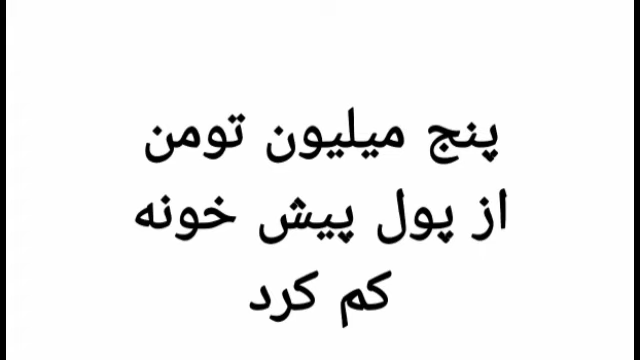 پنج میلیون تومن
از پول پیش خونه
کم کرد